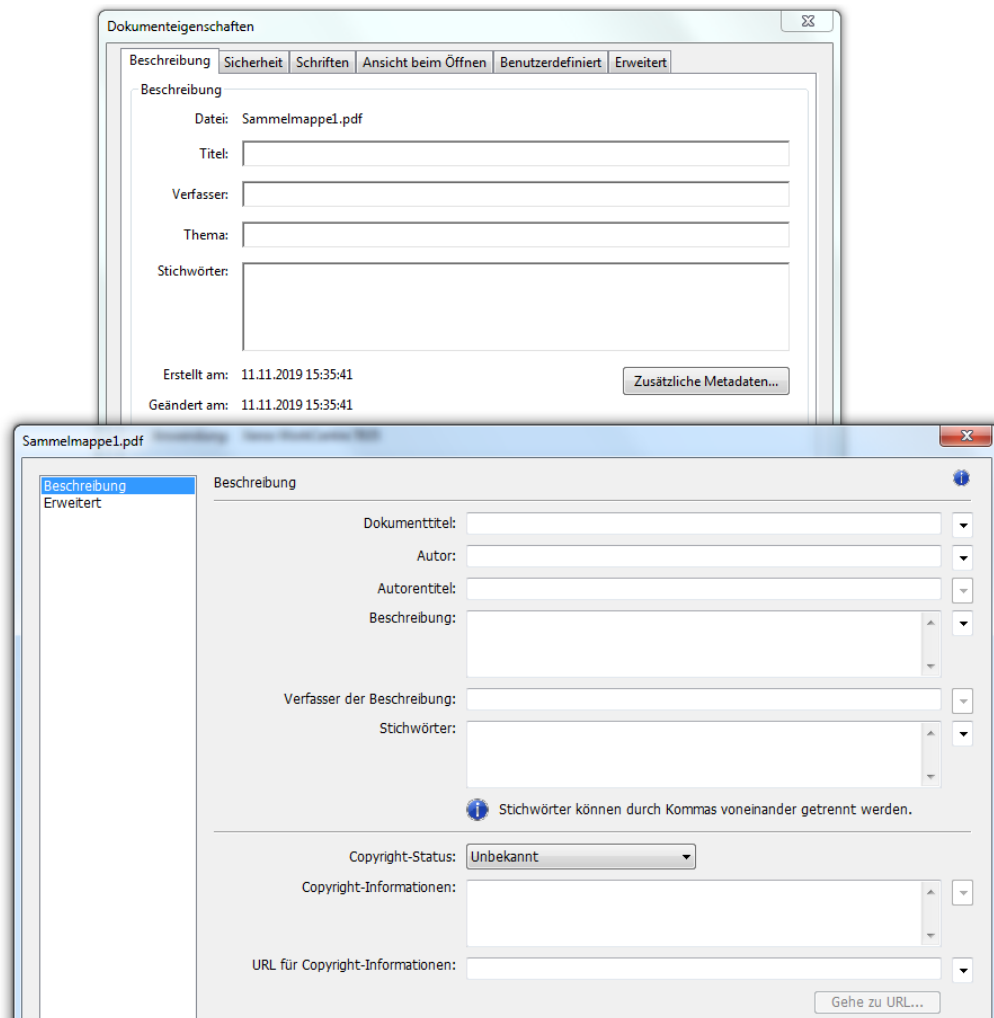 Dokumenteigenschaften
Beschreibung Sicherheit Schriften Ansicht beim Öffnen Benutzerdefiniert Erweitert
Beschreibung
Datei: Sammelmappe1.pdf
Titel:
Verfasser:
Thema:
Stichwörter:
Erstellt am: 11.11.2019 15:35:41
Zusätzliche Metadaten...
Geändert am: 11.11.2019 15:35:41
Sammelmappe1.pdf
Beschreibung
Erweitert
Beschreibung
Dokumenttitel:
Autor:
Autorentitel:
Beschreibung:
Verfasser der Beschreibung:
Stichwörter:
Stichwörter können durch Kommas voneinander getrennt werden.
Copyright-Status: Unbekannt
Copyright-Informationen:
URL für Copyright-Informationen:
Gehe zu URL...